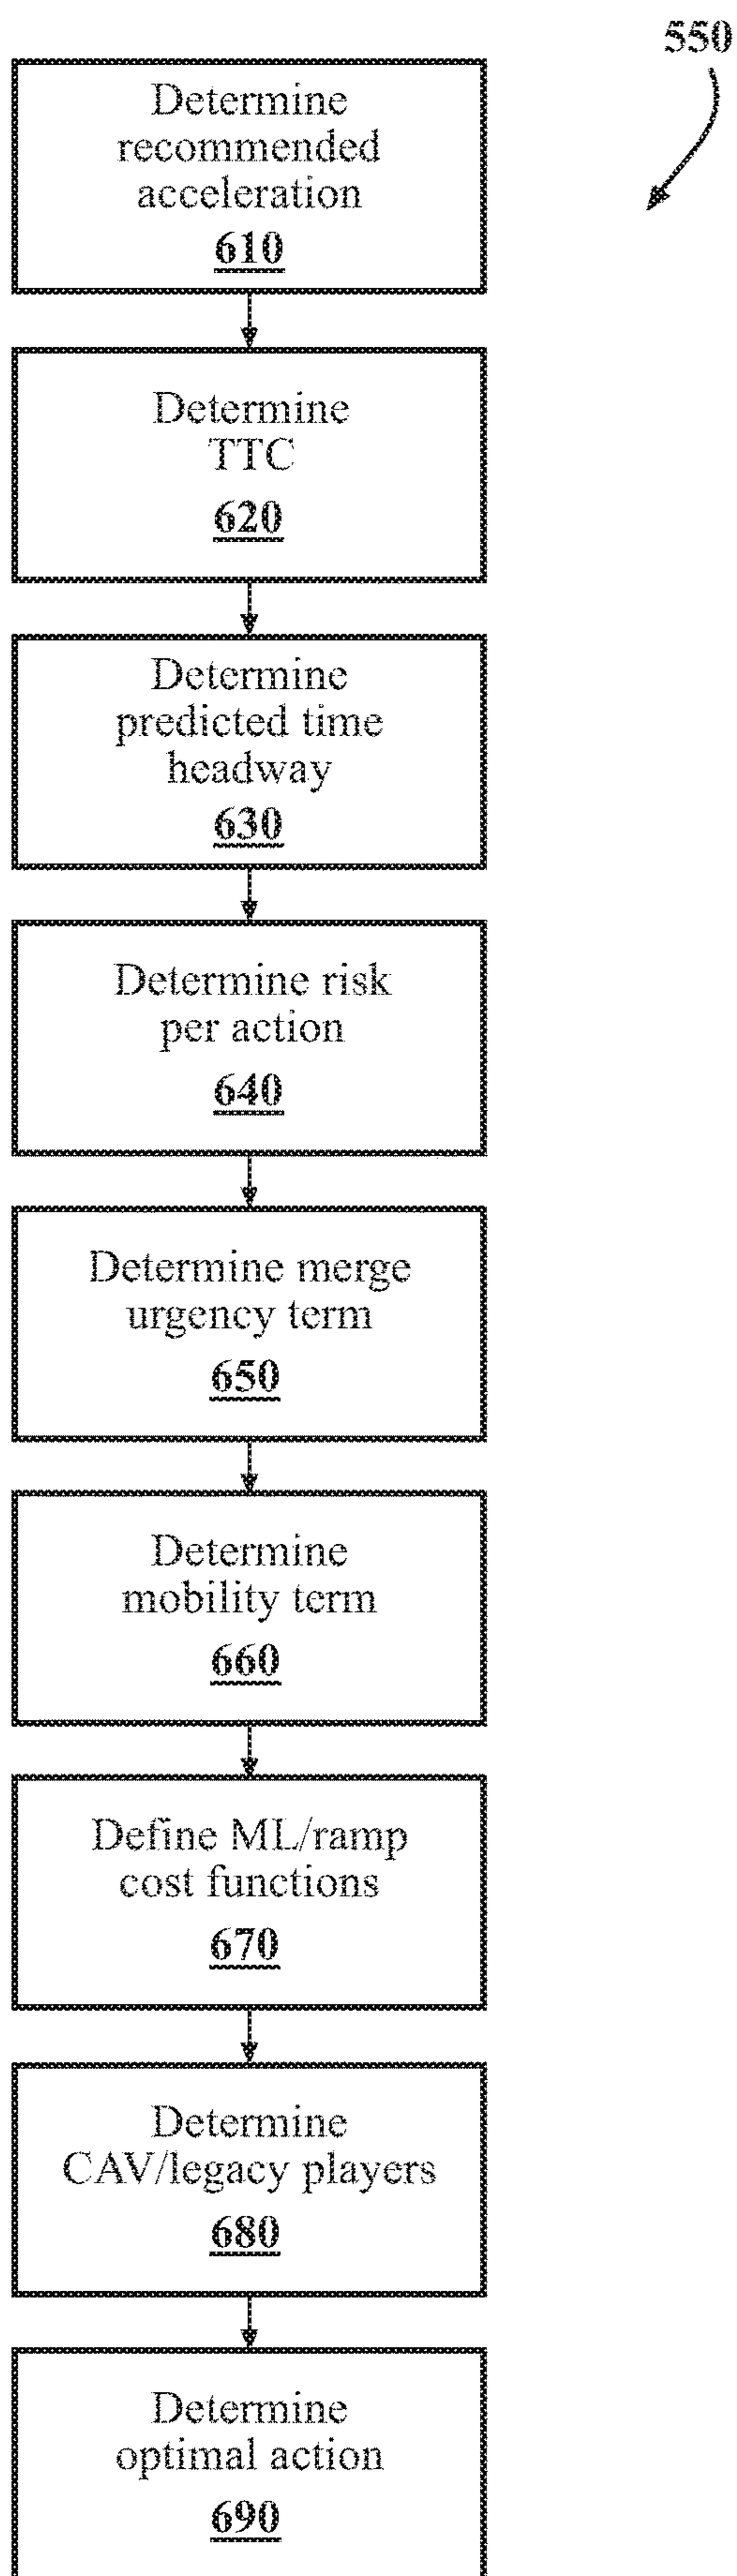 550
Determine
recommended
acceleration
610
Determine
TTC
620
Determine
predicted time
headway
630
Determine risk
per action
640
Determine merge
urgency term
650
Determine
mobility term
660
Define ML/ramp
cost functions
670
Determine
CAV/legacy players
680
Determine
optimal action
690